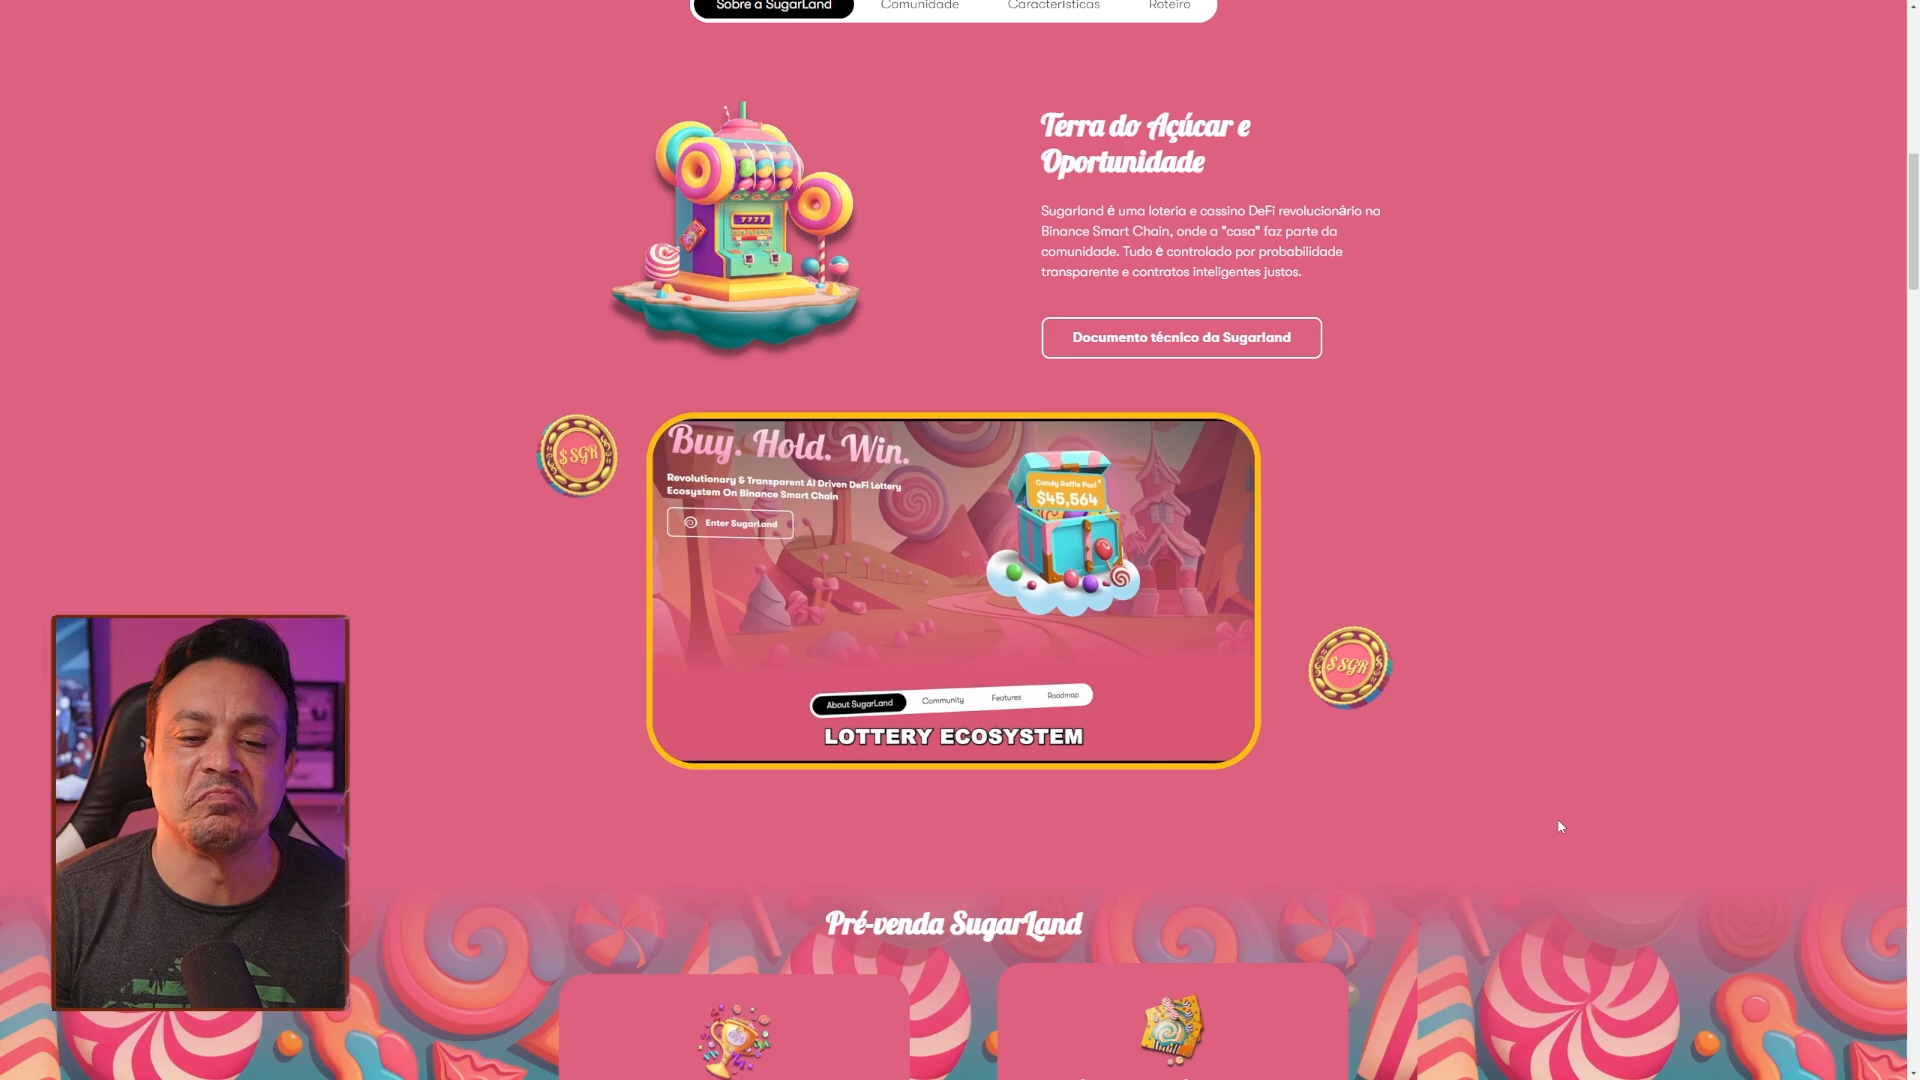 Sobre a SugarLand
Comunidade
Características
Roteiro
Terra do Açúcar e
Oportunidade
Sugarland é uma loteria e cassino DeFi revolucionário na
Binance Smart Chain, onde a "casa" faz parte da
comunidade. Tudo é controlado por probabilidade
transparente e contratos inteligentes justos.
Documento técnico da Sugarland
7777
$ SGR
Buy. Hold. Win.
Revolutionary & Transparent AI Driven DeFi Lottery
Ecosystem On Binance Smart Chain
Enter SugarLand
Candy Raffle Pool
$45,564
$ SGR
About SugarLand
Community
Features
Roadmap
LOTTERY ECOSYSTEM
Pré-venda SugarLand